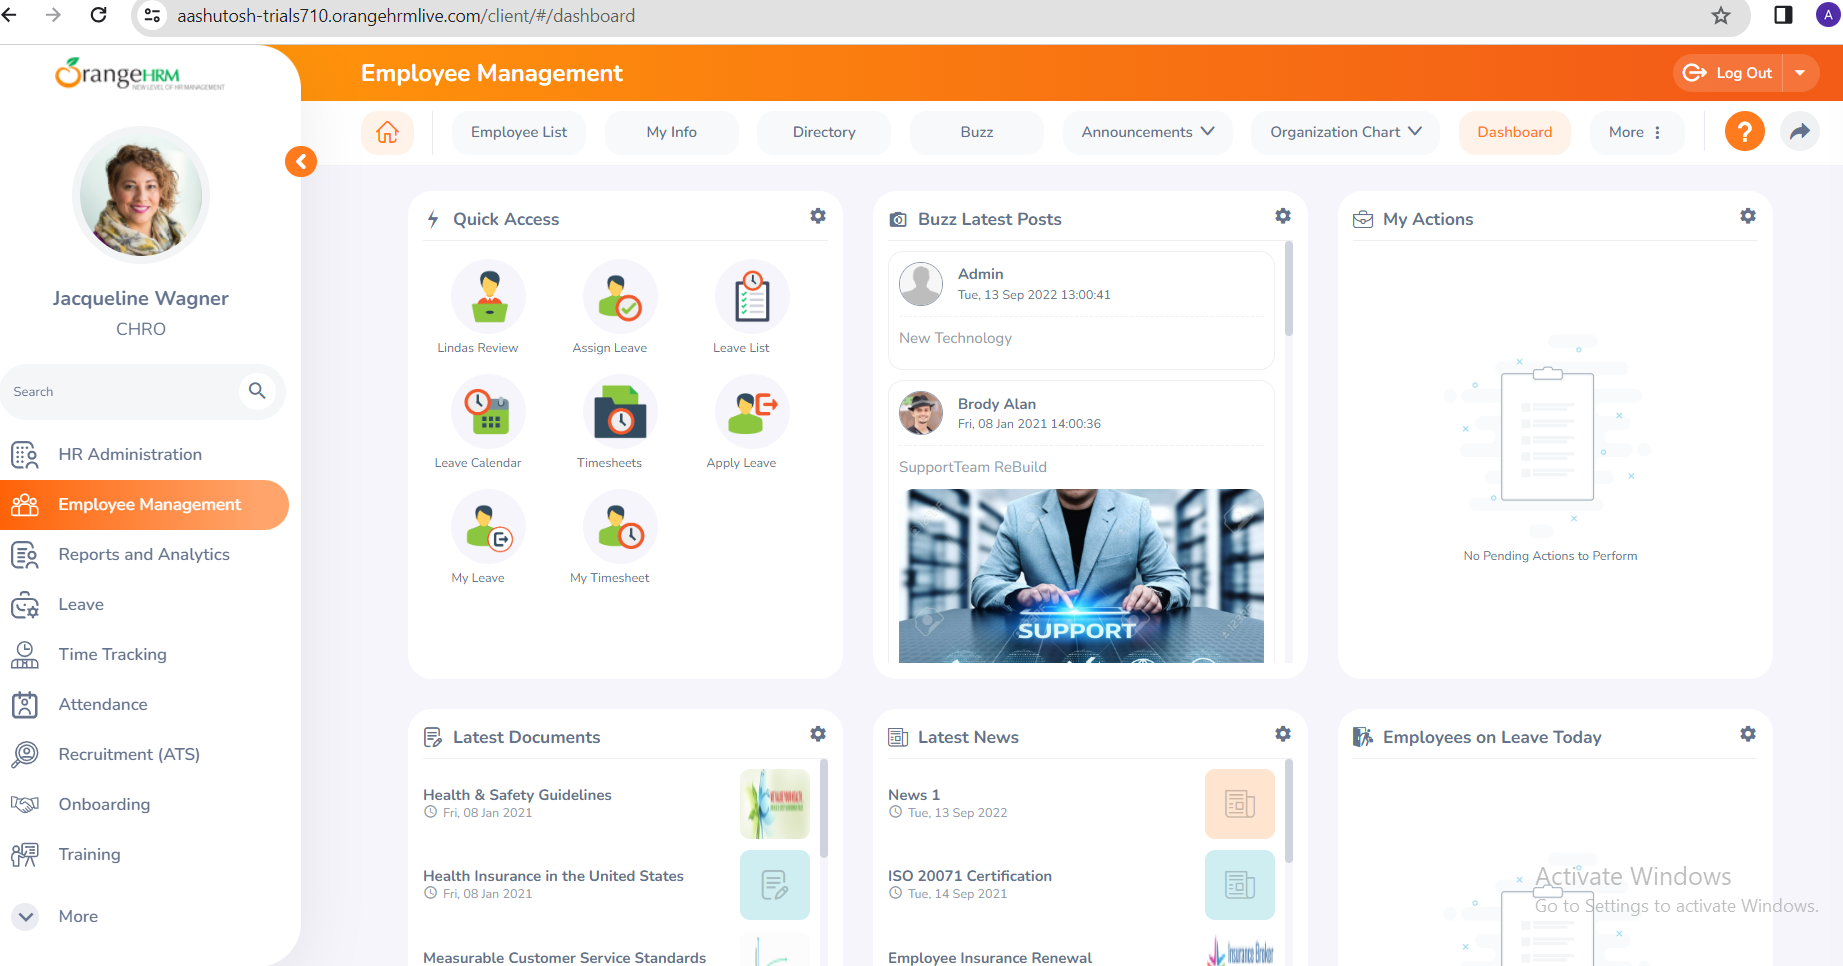 aashutosh-trials710.orangehrmlive.com/client/#/dashboard
A
OrangeHRM
NEW LEVEL OF HR MANAGEMENT
Employee Management
Log Out
Employee List
My Info
Directory
Buzz
Announcements
Organization Chart
Dashboard
More
?
Jacqueline Wagner
CHRO
Search
HR Administration
Employee Management
Reports and Analytics
Leave
Time Tracking
Attendance
Recruitment (ATS)
Onboarding
Training
More
Quick Access
Lindas Review
Assign Leave
Leave List
Leave Calendar
Timesheets
Apply Leave
My Leave
My Timesheet
Buzz Latest Posts
Admin
Tue, 13 Sep 2022 13:00:41
New Technology
Brody Alan
Fri, 08 Jan 2021 14:00:36
SupportTeam ReBuild
SUPPORT
My Actions
No Pending Actions to Perform
Latest Documents
Health & Safety Guidelines
Fri, 08 Jan 2021
Health Insurance in the United States
Fri, 08 Jan 2021
Measurable Customer Service Standards
Latest News
News 1
Tue, 13 Sep 2022
ISO 20071 Certification
Tue, 14 Sep 2021
Employee Insurance Renewal
Insurance Broker
Employees on Leave Today
Activate Windows
Go to Settings to activate Windows.